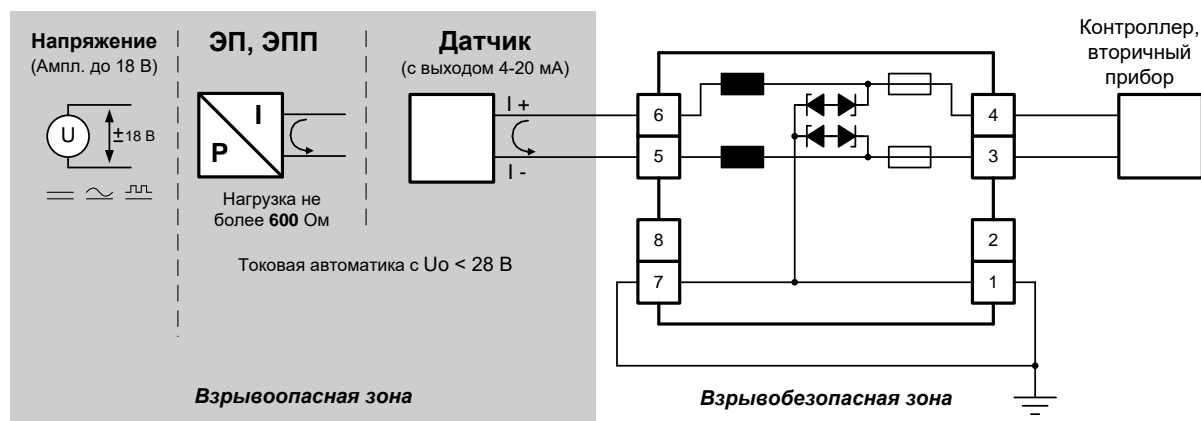 Напряжение
(Ампл. до 18 В)
U
±18 В
ЭП, ЭПП
I
P
Нагрузка не
более 600 Ом
Датчик
(с выходом 4-20 мА)
I +
I -
Токовая автоматика с Uo < 28 В
Взрывоопасная зона
6
5
8
7
4
3
2
1
Контроллер,
вторичный
прибор
Взрывобезопасная зона